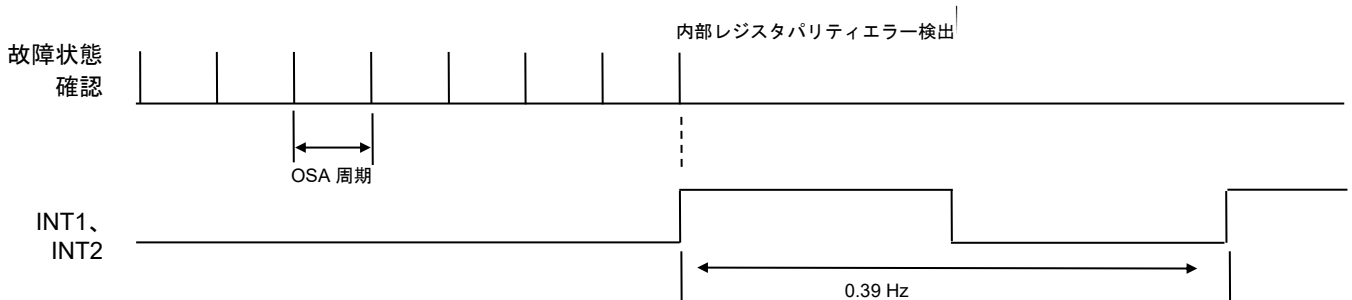 内部レジスタパリティエラー検出
故障状態
確認
OSA 周期
INT1、
INT2
0.39 Hz